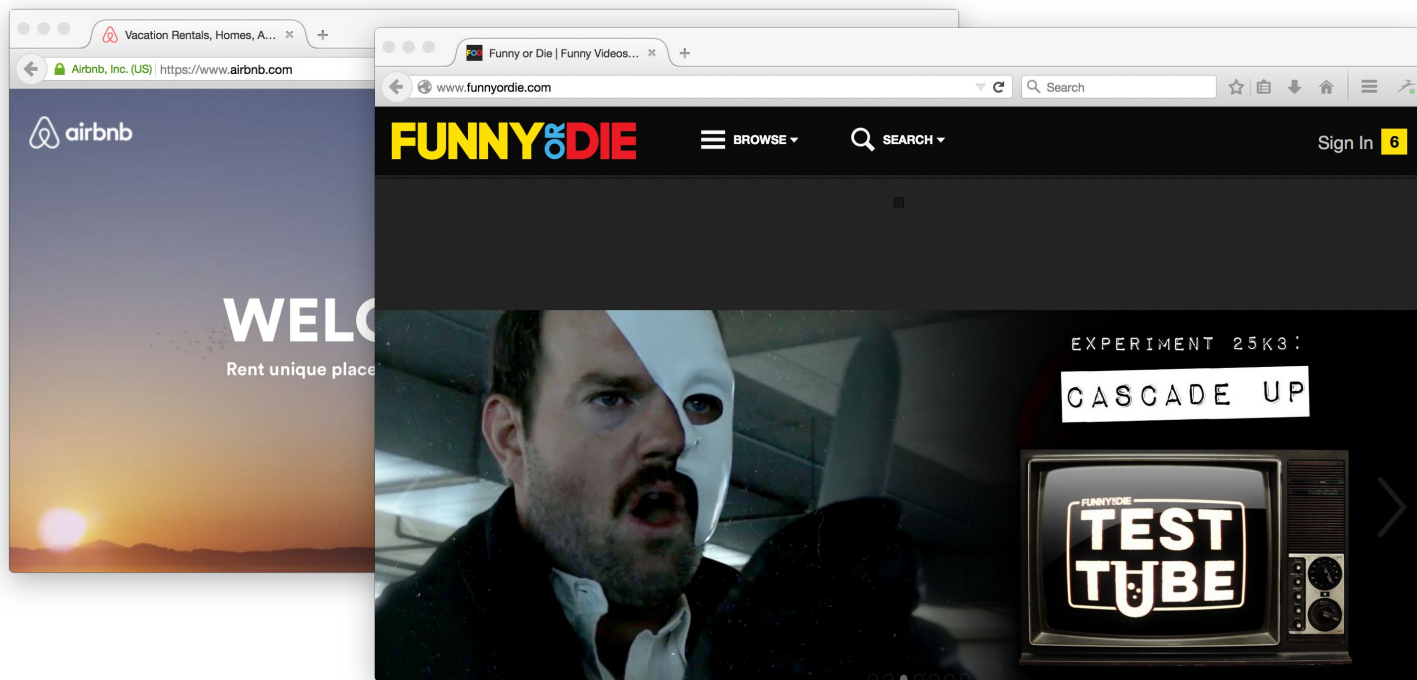 Vacation Rentals, Homes, A...
Airbnb, Inc. (US) https://www.airbnb.com
airbnb
WELC
Rent unique place
FOD Funny or Die | Funny Videos...
www.funnyordie.com
Search
FUNNY OR DIE
BROWSE
SEARCH
Sign In 6
EXPERIMENT 25K3:
CASCADE UP
FUNNY OR DIE
TEST
TUBE